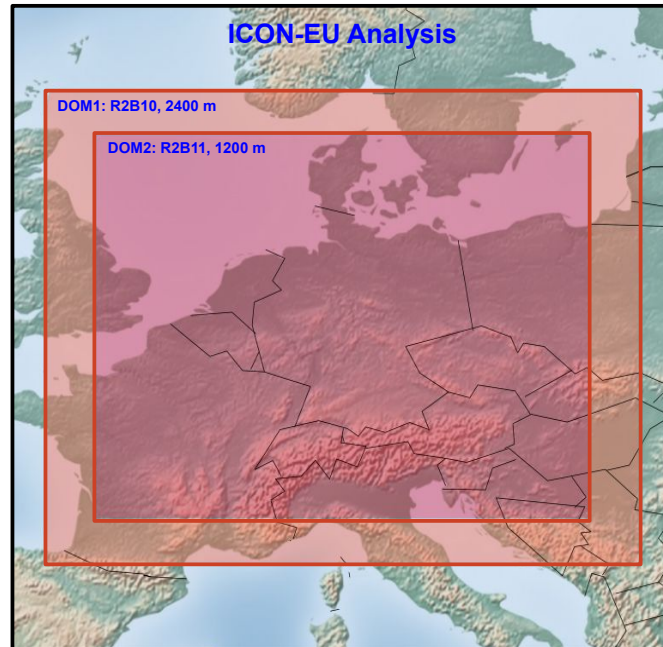 ICON-EU Analysis
DOM1: R2B10, 2400 m
DOM2: R2B11, 1200 m